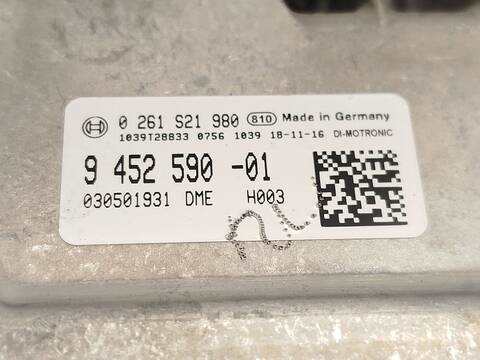 0 261 S21 980 810 Made in Germany
1039T28833 0756 1039 18-11-16 DI-MOTRONIC
9 452 590 -01
030501931 DME H003